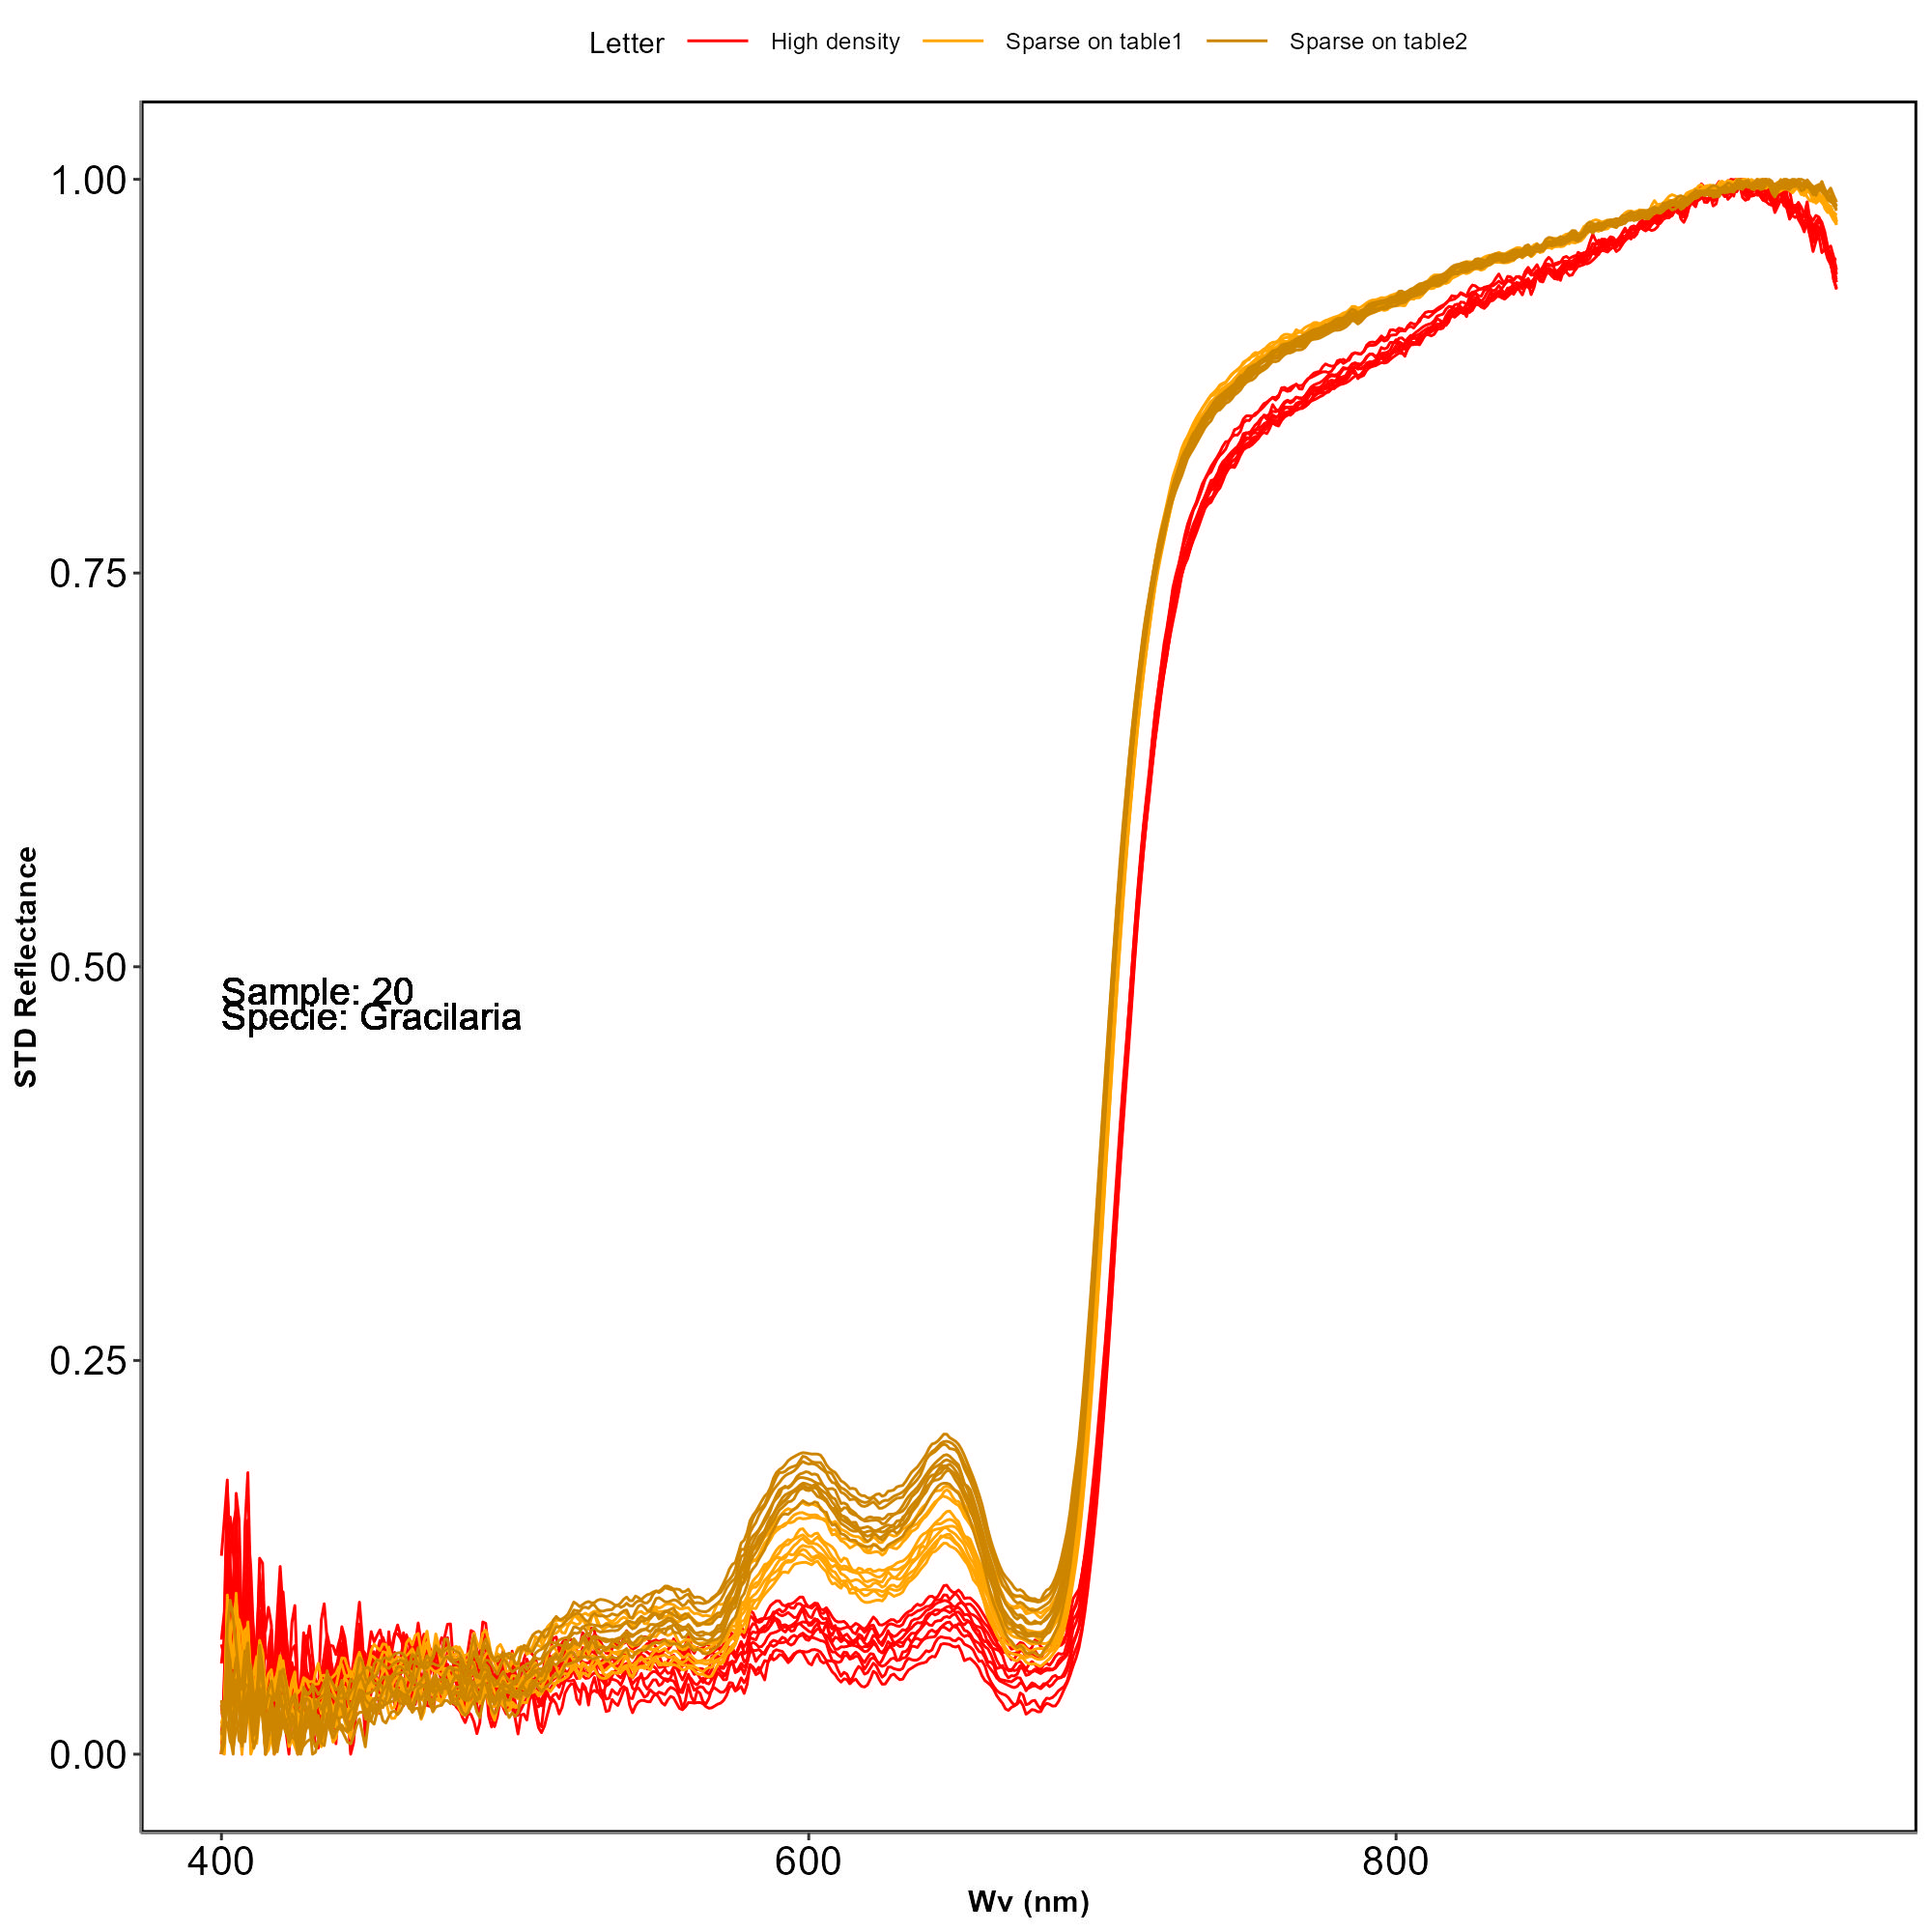 Letter High density Sparse on table1 Sparse on table2
1.00
0.75
0.50
0.25
0.00
STD Reflectance
Sample: 20
Specie: Gracilaria
400 600 800
Wv (nm)